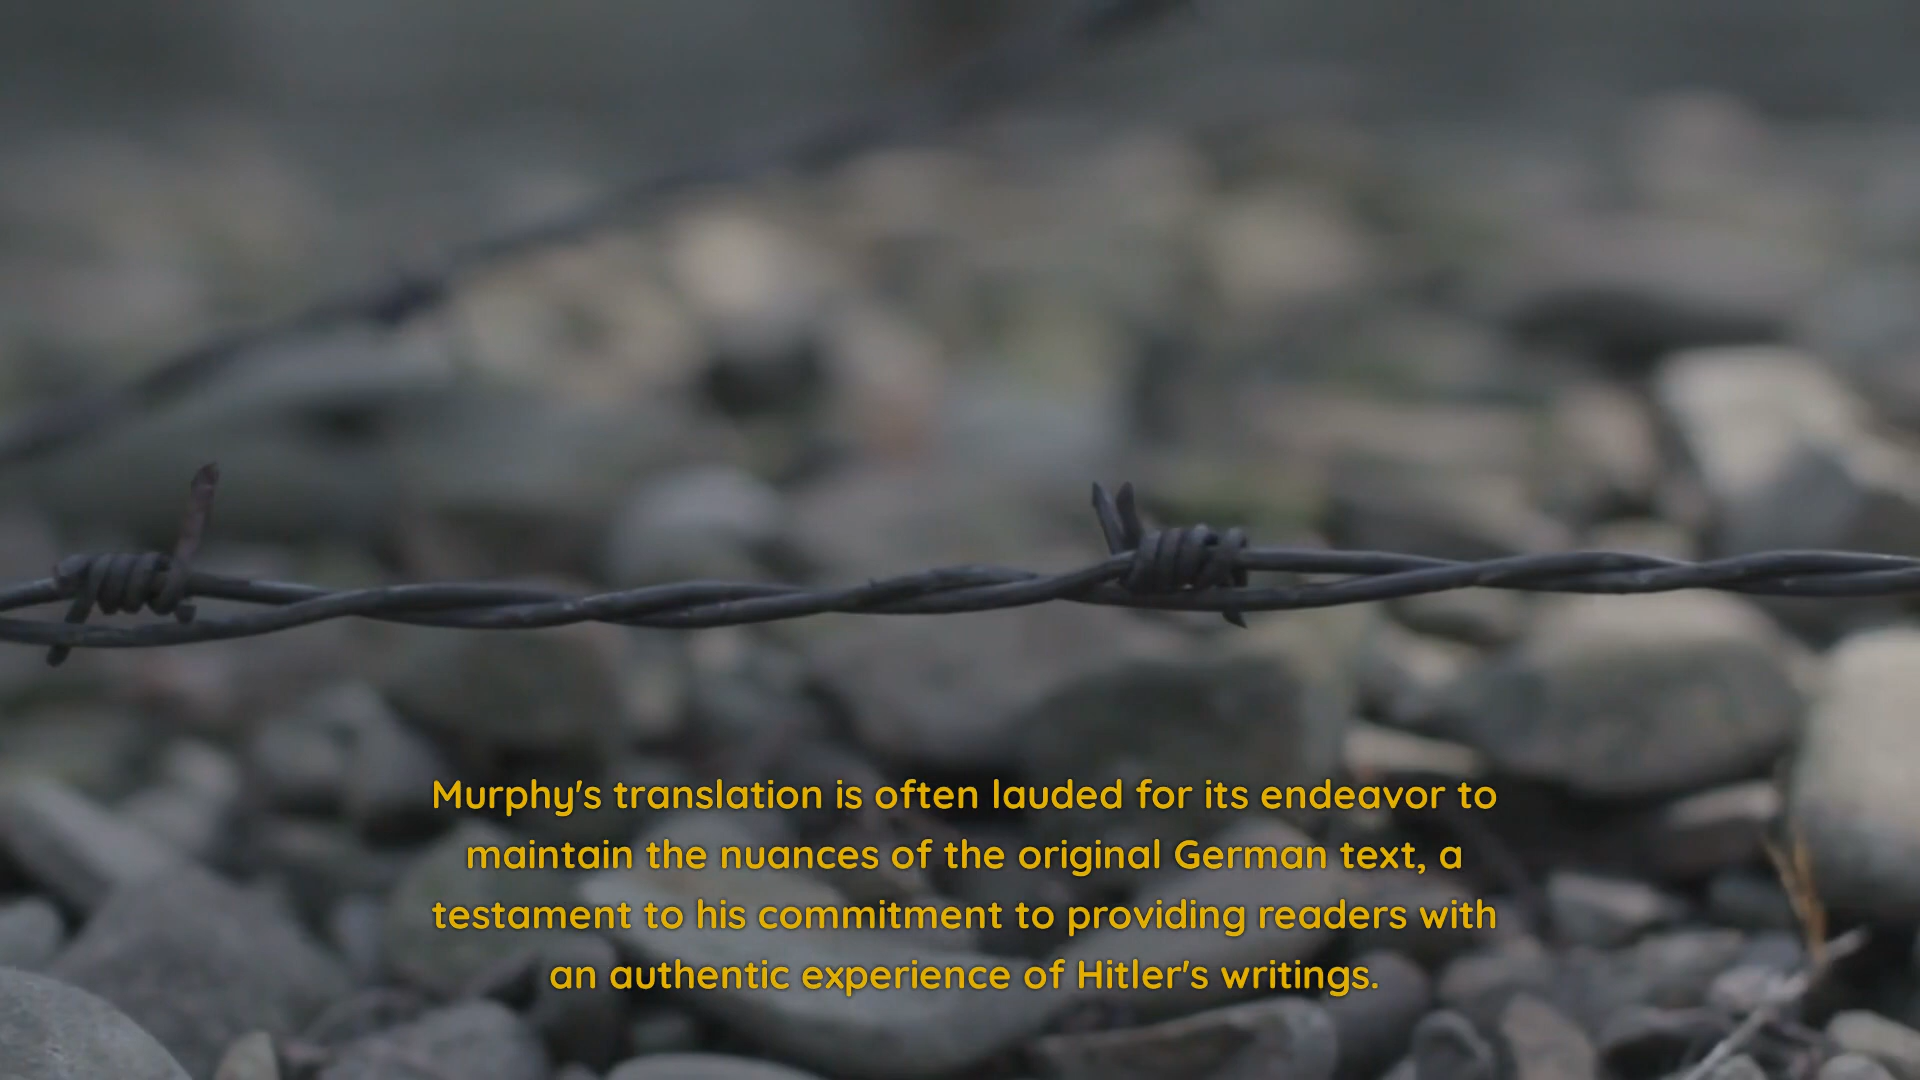 Murphy's translation is often lauded for its endeavor to
maintain the nuances of the original German text, a
testament to his commitment to providing readers with
an authentic experience of Hitler's writings.